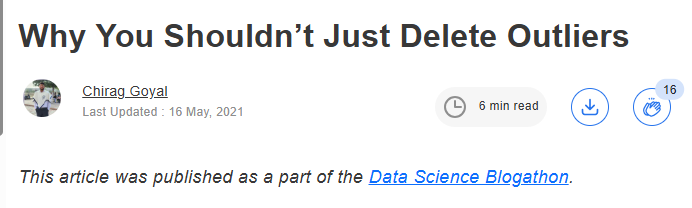 Why You Shouldn’t Just Delete Outliers
Chirag Goyal
Last Updated : 16 May, 2021
6 min read
16
This article was published as a part of the Data Science Blogathon.